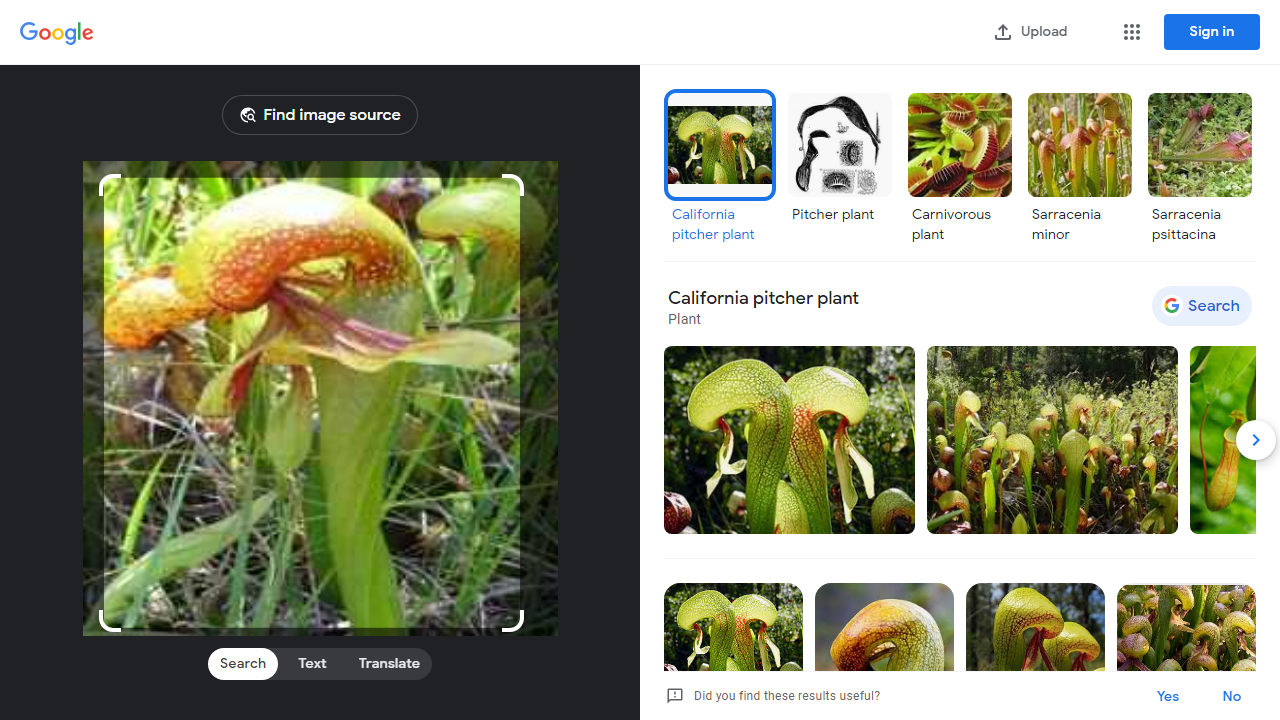 Google
Upload
Sign in
Find image source
California pitcher plant
Pitcher plant
Carnivorous plant
Sarracenia minor
Sarracenia psittacina
California pitcher plant
Plant
Search
Search
Text
Translate
Did you find these results useful?
Yes
No